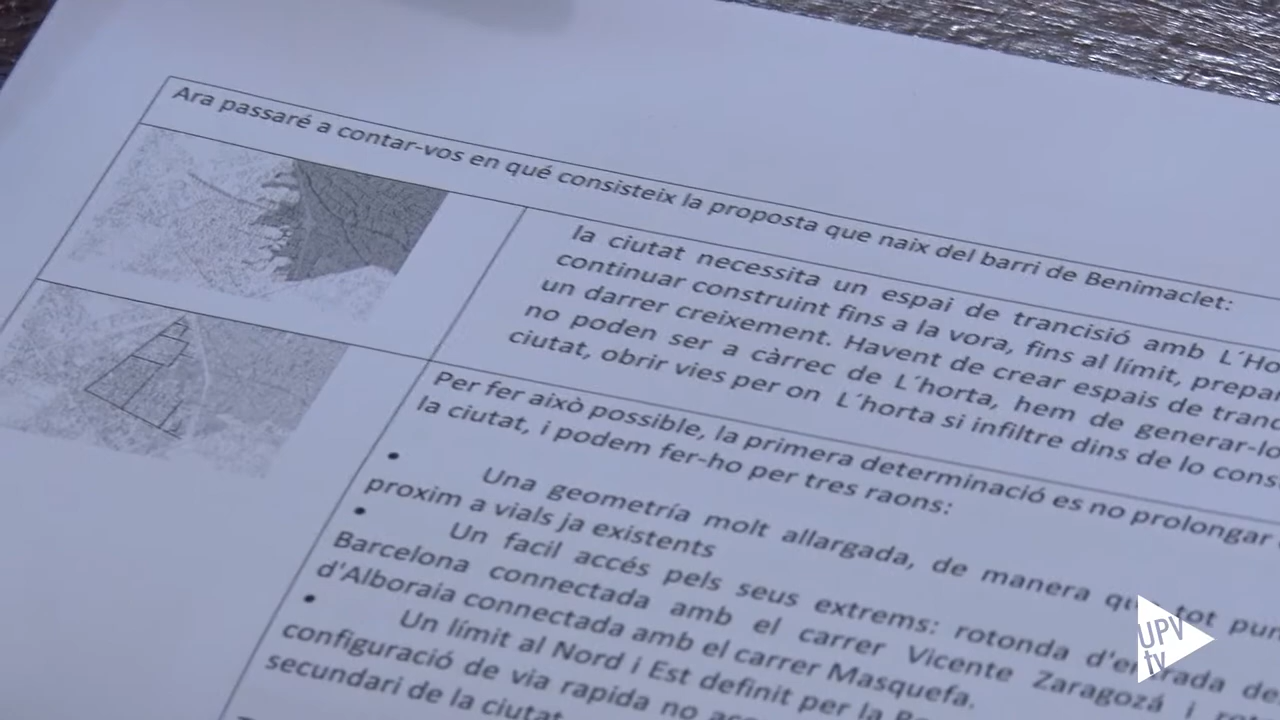 Ara passaré a contar-vos en qué consisteix la proposta que naix del barri de Benimaclet:
la ciutat necessita un espai de trancisió amb L´Ho
continuar construint fins a la vora, fins al límit, prepar
un darrer creixement. Havent de crear espais de tranc
no poden ser a càrrec de L´horta, hem de generar-lo
ciutat, obrir vies per on L´horta si infiltre dins de lo cons
Per fer això possible, la primera determinació es no prolongar
la ciutat, i podem fer-ho per tres raons:
• Una geometría molt allargada, de manera que tot pun
proxim a vials ja existents
• Un facil accés pels seus extrems: rotonda d'entrada de
Barcelona connectada amb el carrer Vicente Zaragozá i rot
d'Alboraia connectada amb el carrer Masquefa.
• Un límit al Nord i Est definit per la Ro
configuració de via rapida no acc
secundari de la ciutat
UPV
tv